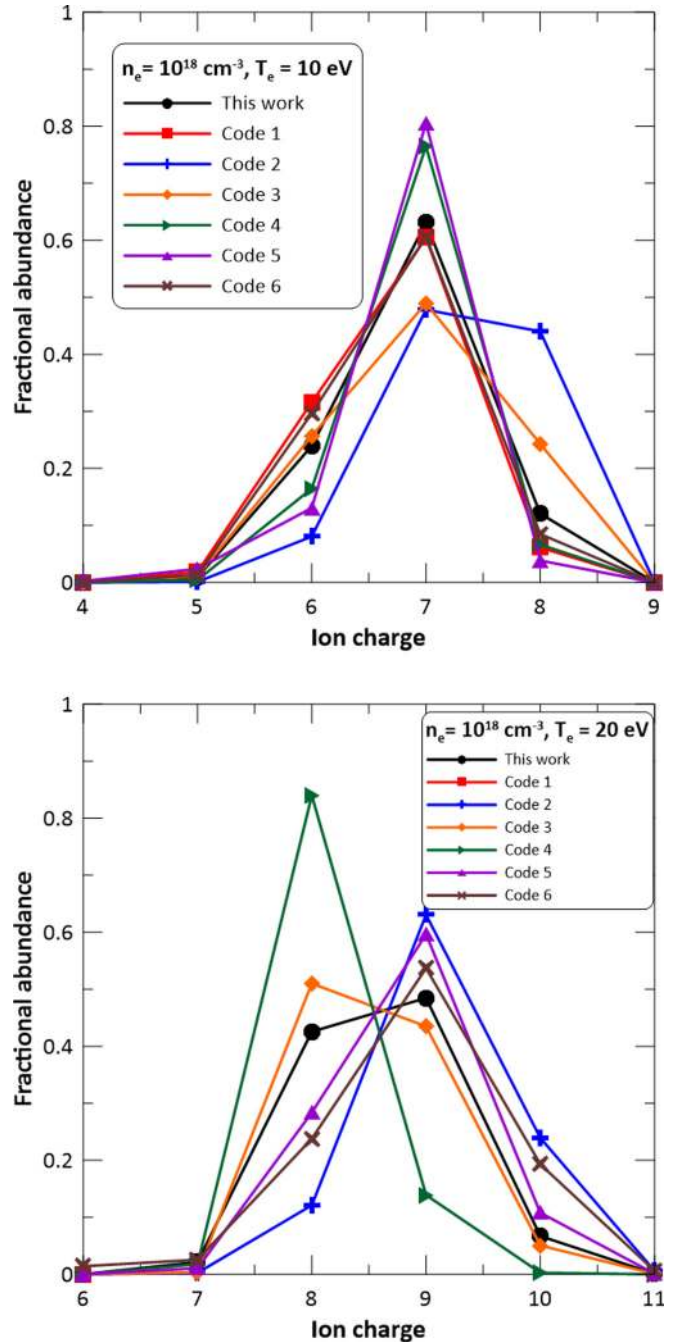 1
n_e= 10^18 cm^-3, T_e = 10 eV
This work
Code 1
Code 2
Code 3
Code 4
Code 5
Code 6
0.8
0.6
0.4
0.2
0
Fractional abundance
4 5 6 7 8 9
Ion charge
1
n_e= 10^18 cm^-3, T_e = 20 eV
This work
Code 1
Code 2
Code 3
Code 4
Code 5
Code 6
0.8
0.6
0.4
0.2
0
Fractional abundance
6 7 8 9 10 11
Ion charge